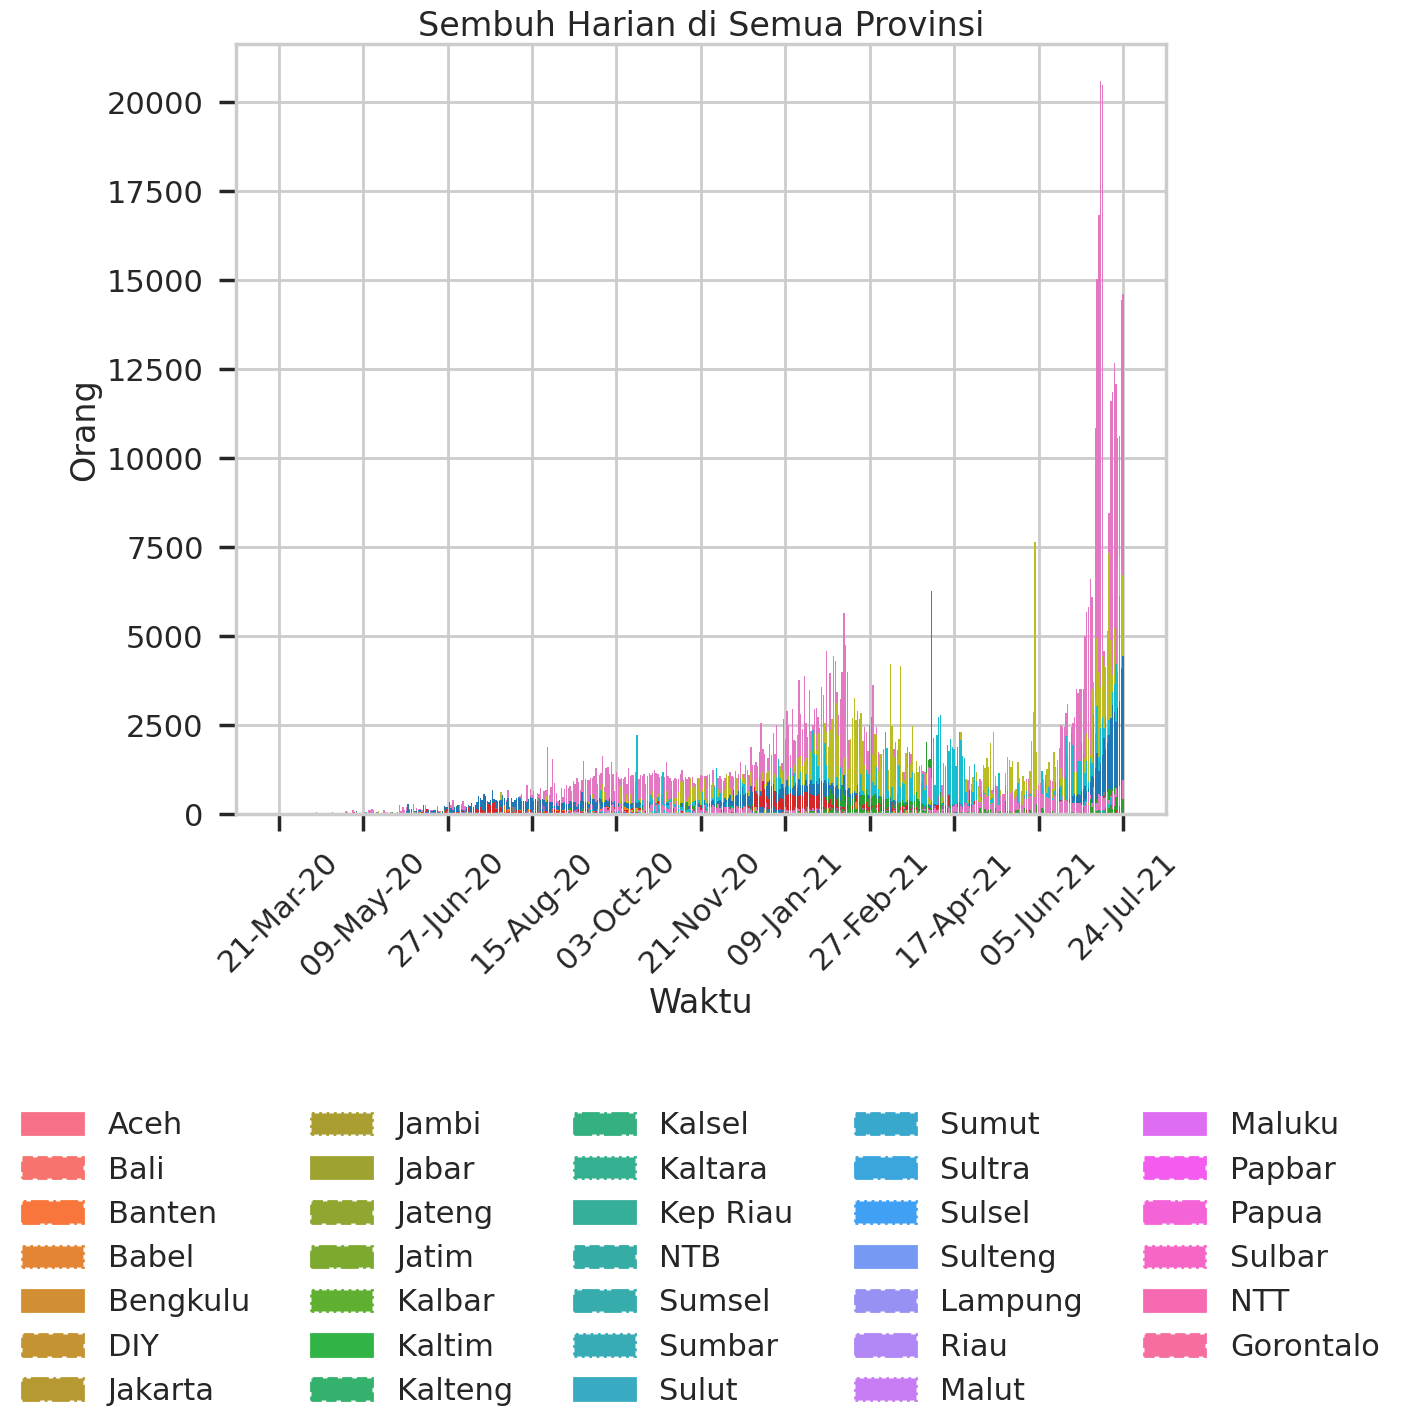 Sembuh Harian di Semua Provinsi
20000
17500
15000
12500
10000
7500
5000
2500
0
Orang
21-Mar-20
09-May-20
27-Jun-20
15-Aug-20
03-Oct-20
21-Nov-20
09-Jan-21
27-Feb-21
17-Apr-21
05-Jun-21
24-Jul-21
Waktu
Aceh
Bali
Banten
Babel
Bengkulu
DIY
Jakarta
Jambi
Jabar
Jateng
Jatim
Kalbar
Kaltim
Kalteng
Kalsel
Kaltara
Kep Riau
NTB
Sumsel
Sumbar
Sulut
Sumut
Sultra
Sulsel
Sulteng
Lampung
Riau
Malut
Maluku
Papbar
Papua
Sulbar
NTT
Gorontalo